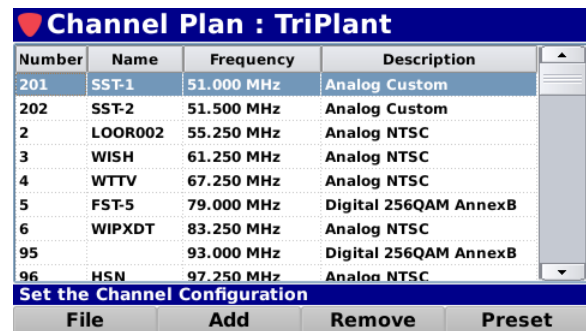 Channel Plan : TriPlant
Number Name Frequency Description
201 SST-1 51.000 MHz Analog Custom
202 SST-2 51.500 MHz Analog Custom
2 LOOR002 55.250 MHz Analog NTSC
3 WISH 61.250 MHz Analog NTSC
4 WTTV 67.250 MHz Analog NTSC
5 FST-5 79.000 MHz Digital 256QAM AnnexB
6 WIPXDT 83.250 MHz Analog NTSC
95 93.000 MHz Digital 256QAM AnnexB
96 HSN 97.250 MHz Analog NTSC
Set the Channel Configuration
File Add Remove Preset